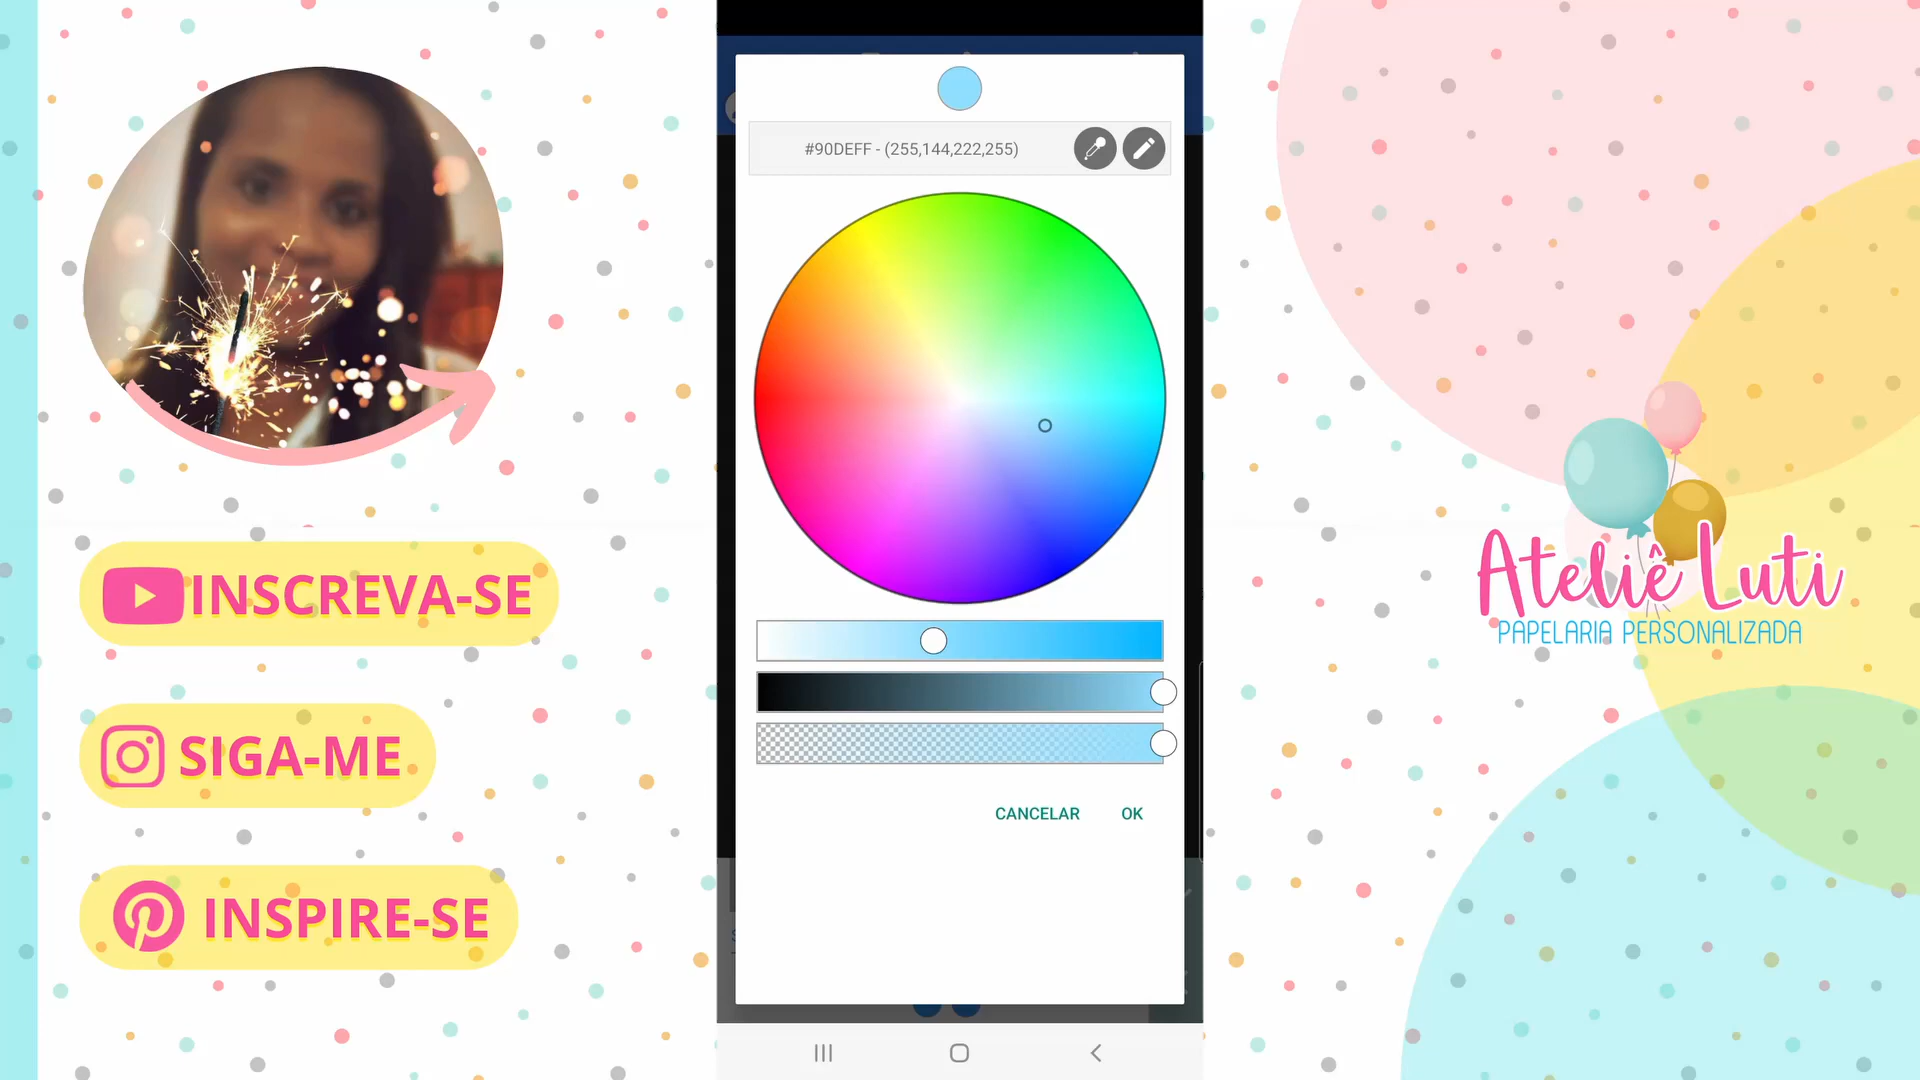 #90DEFF - (255,144,222,255)
CANCELAR
OK
INSCREVA-SE
SIGA-ME
INSPIRE-SE
Ateliê Luti
PAPELARIA PERSONALIZADA